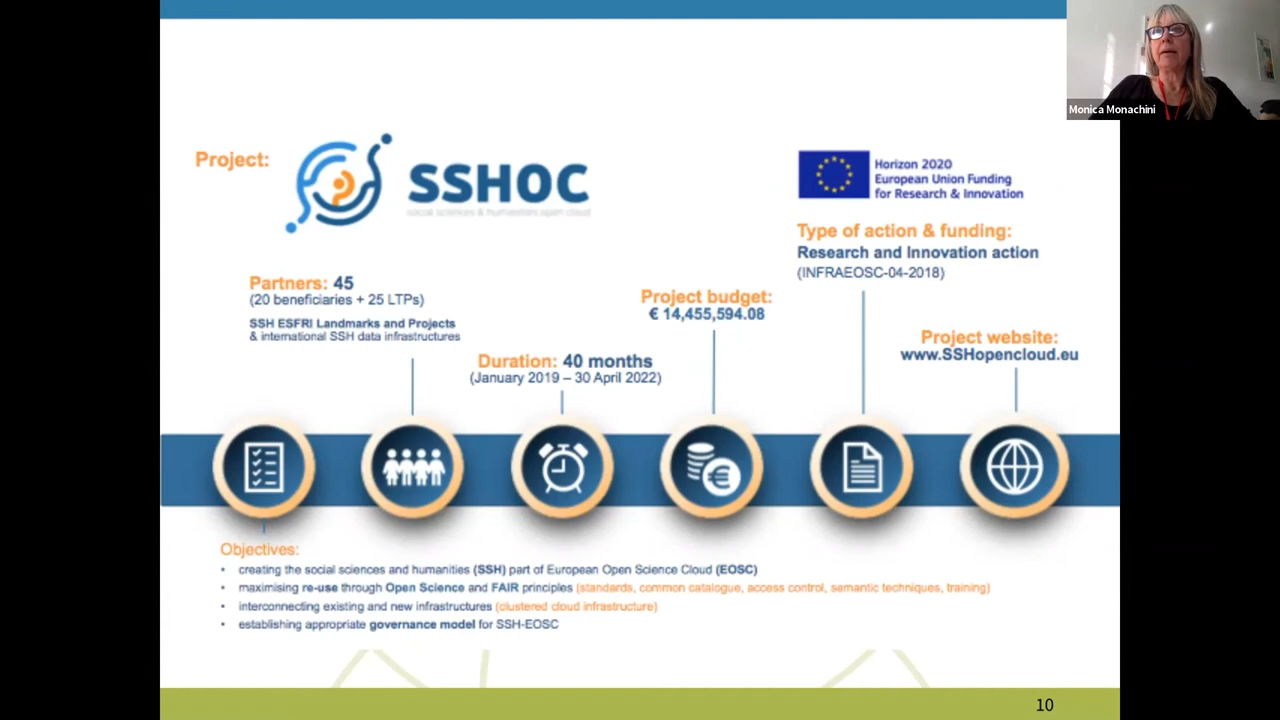 Monica Monachini
Project:
SSHOC
social sciences & humanities open cloud
Horizon 2020
European Union Funding
for Research & Innovation
Type of action & funding:
Research and Innovation action
(INFRAEOSC-04-2018)
Partners: 45
(20 beneficiaries + 25 LTPs)
SSH ESFRI Landmarks and Projects
& international SSH data infrastructures
Project budget:
€ 14,455,594.08
Project website:
www.SSHopencloud.eu
Duration: 40 months
(January 2019 – 30 April 2022)
Objectives:
• creating the social sciences and humanities (SSH) part of European Open Science Cloud (EOSC)
• maximising re-use through Open Science and FAIR principles (standards, common catalogue, access control, semantic techniques, training)
• interconnecting existing and new infrastructures (clustered cloud infrastructure)
• establishing appropriate governance model for SSH-EOSC
10